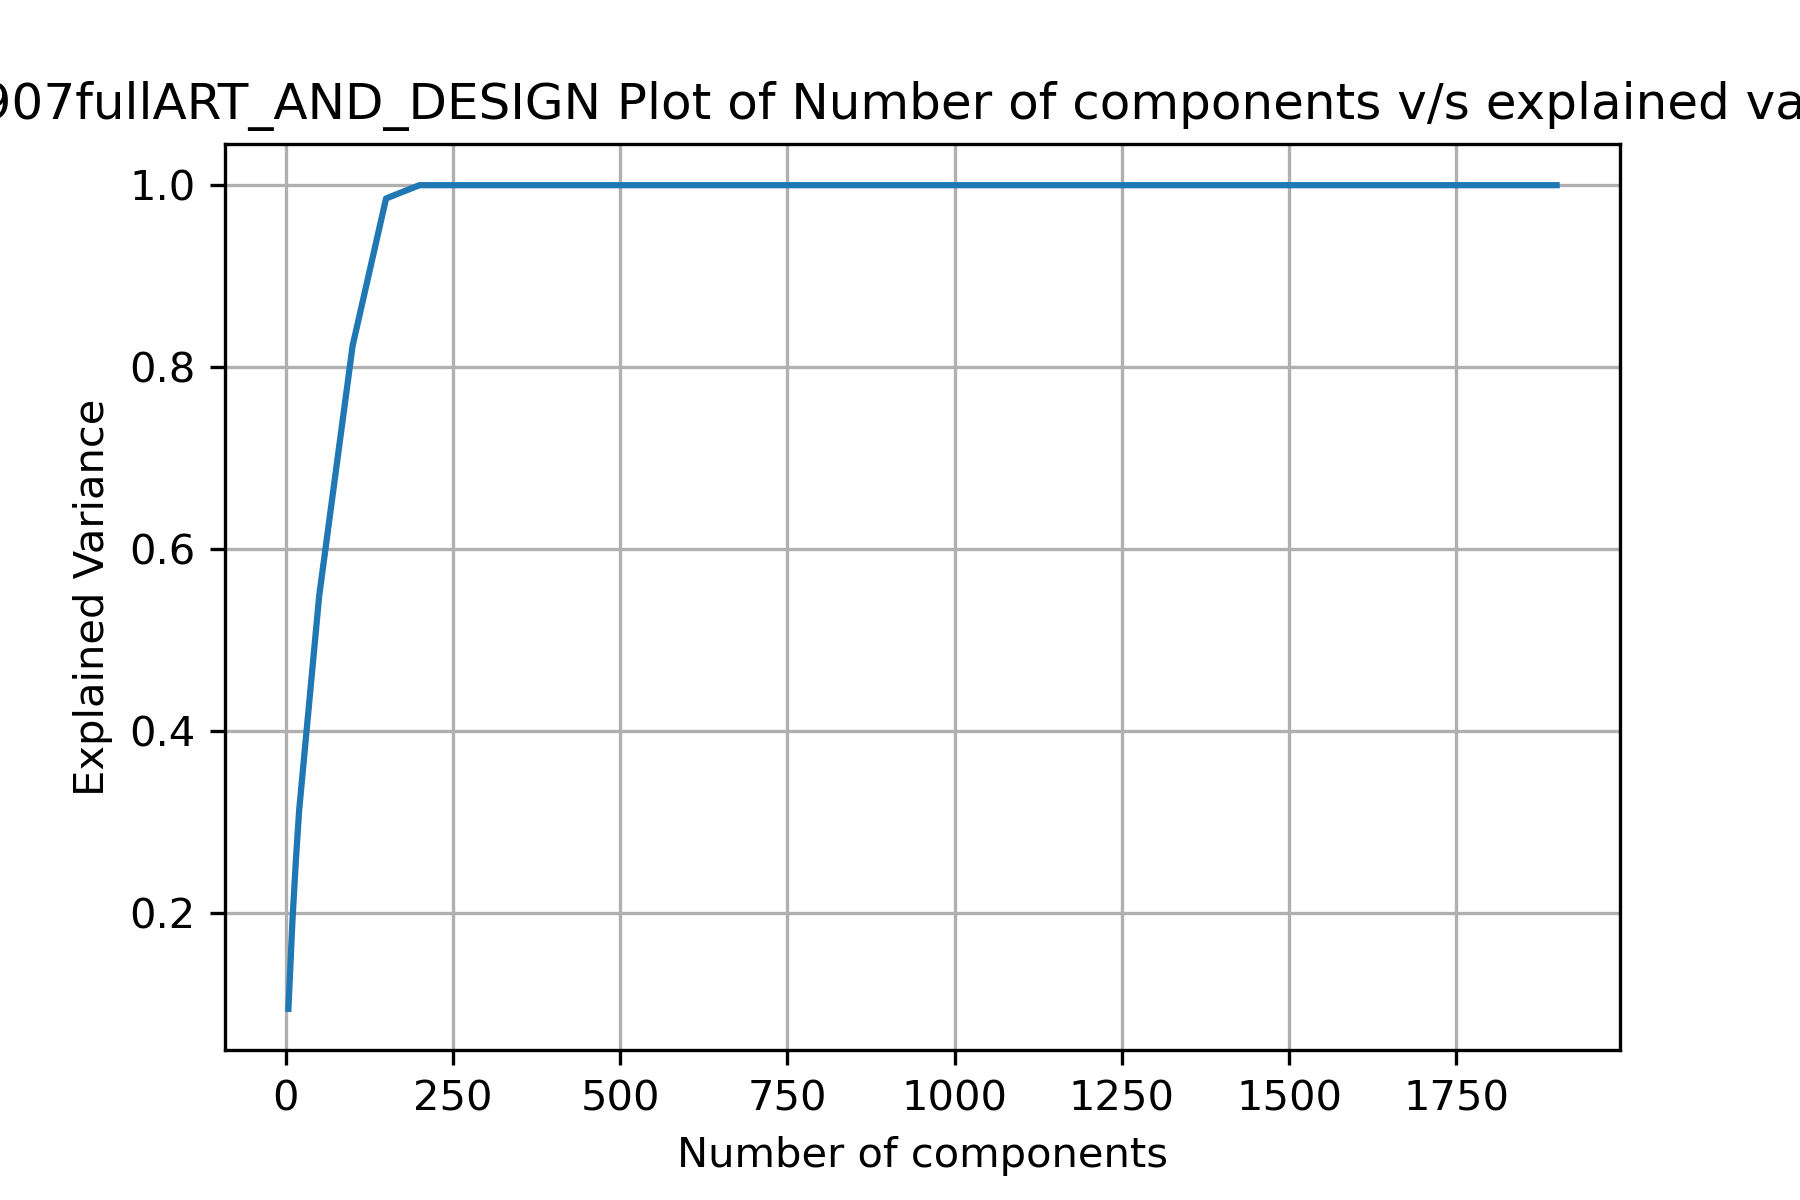 907fullART_AND_DESIGN Plot of Number of components v/s explained va
1.0
0.8
0.6
0.4
0.2
Explained Variance
0 250 500 750 1000 1250 1500 1750
Number of components